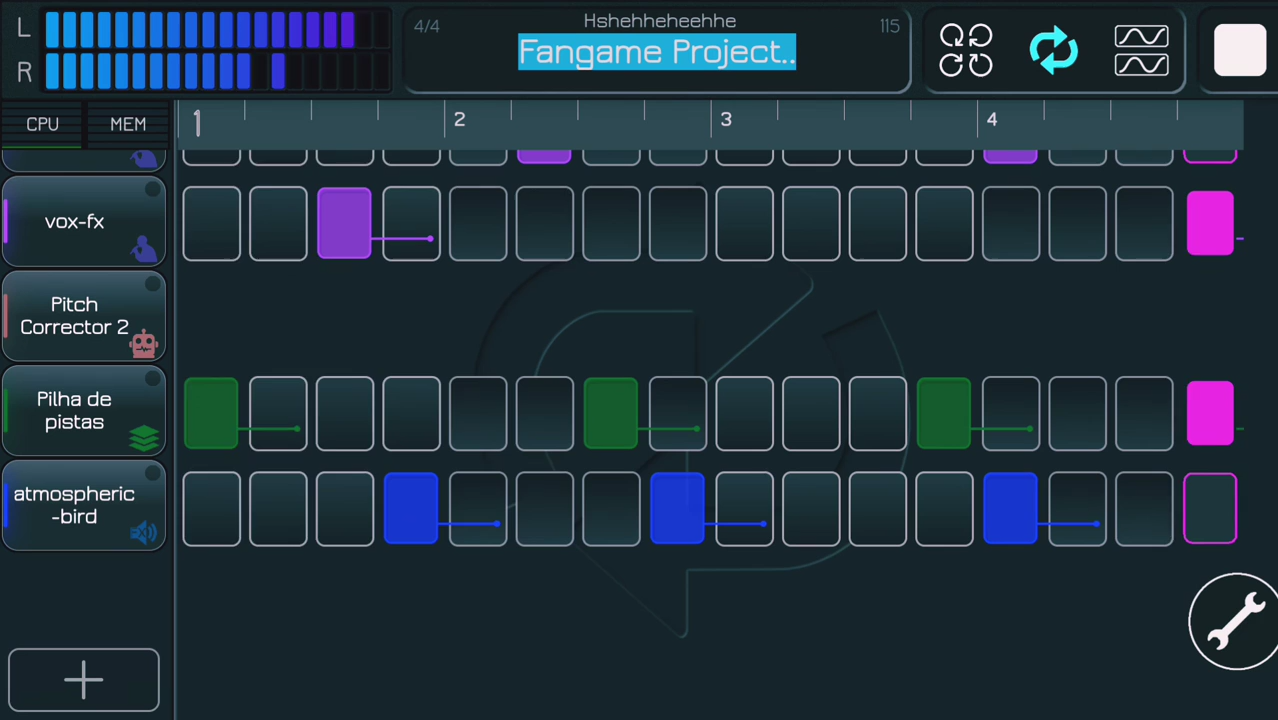 L
R
4/4
Hshehheheehhe
115
Fangame Project..
CPU
MEM
1
2
3
4
vox-fx
Pitch
Corrector 2
Pilha de
pistas
atmospheric
-bird